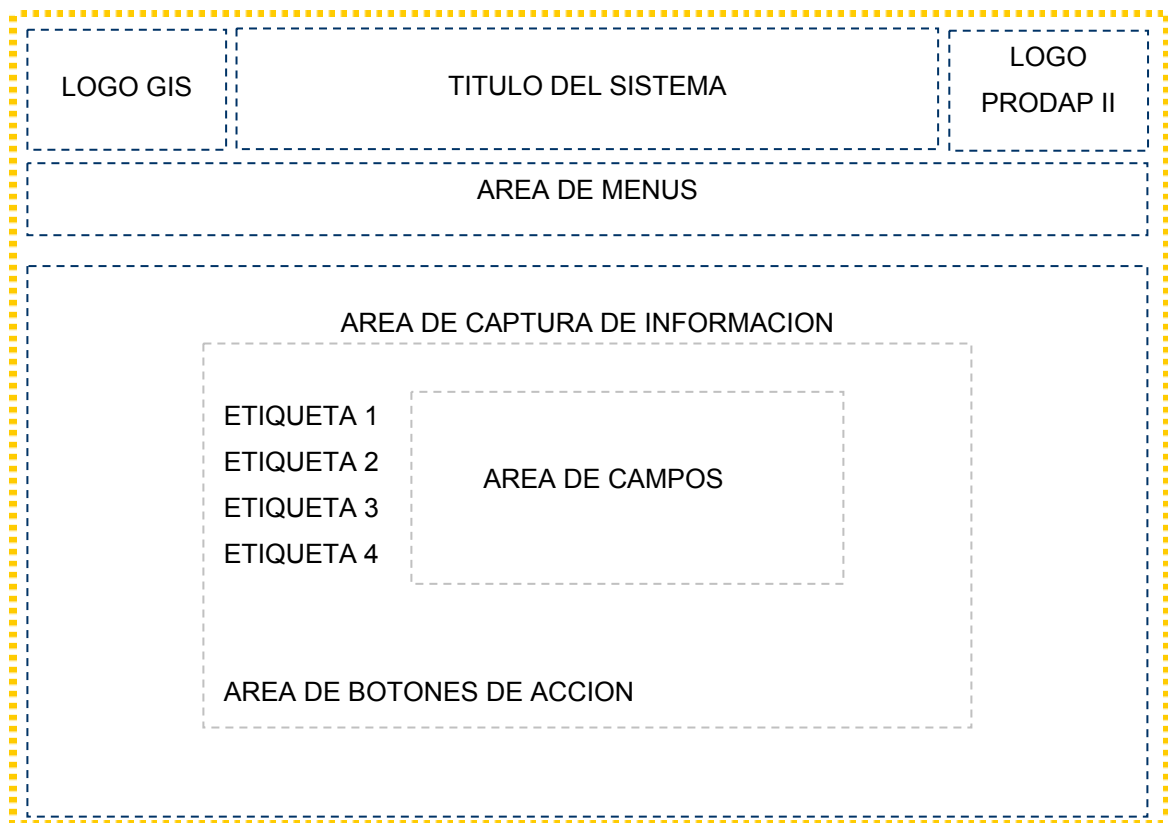 LOGO GIS
TITULO DEL SISTEMA
LOGO
PRODAP II
AREA DE MENUS
AREA DE CAPTURA DE INFORMACION
ETIQUETA 1
ETIQUETA 2
ETIQUETA 3
ETIQUETA 4
AREA DE CAMPOS
AREA DE BOTONES DE ACCION